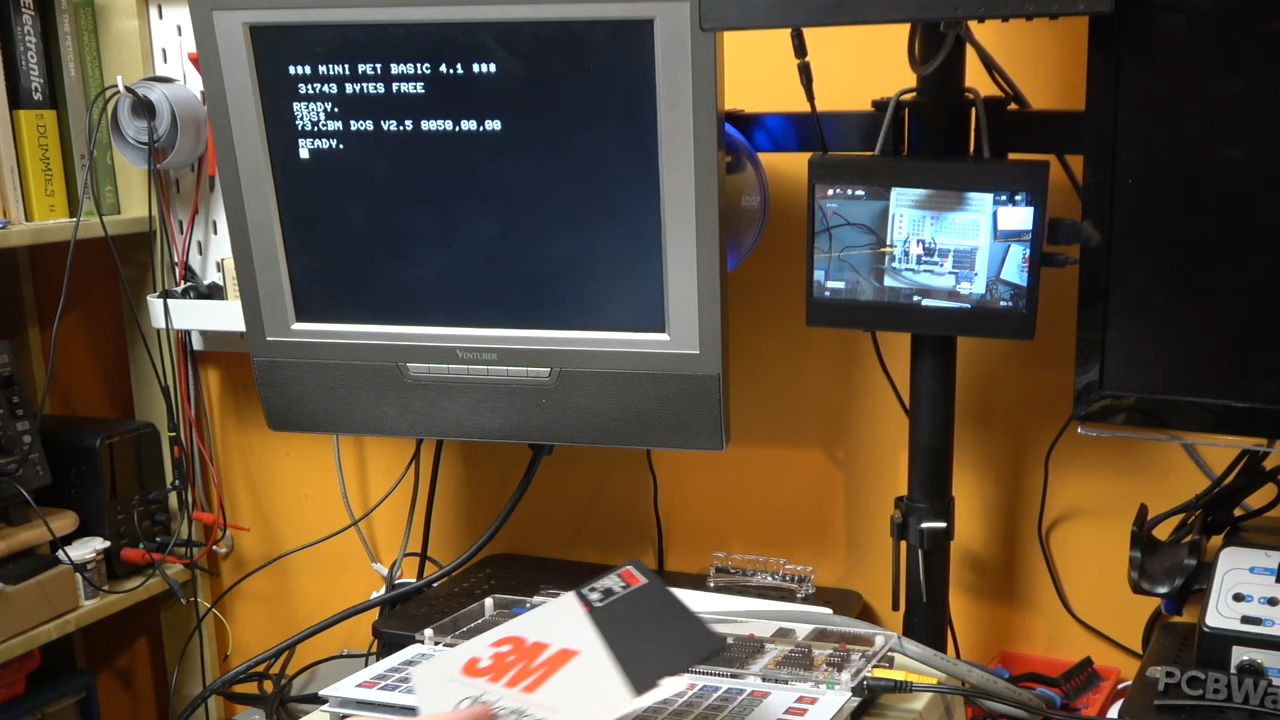 Electronics
DUMMIES
*** MINI PET BASIC 4.1 ***
31743 BYTES FREE
READY.
?DS$
73,CBM DOS V2.5 8050,00,00
READY.
VENTURER
DVD
3M
PCBWa